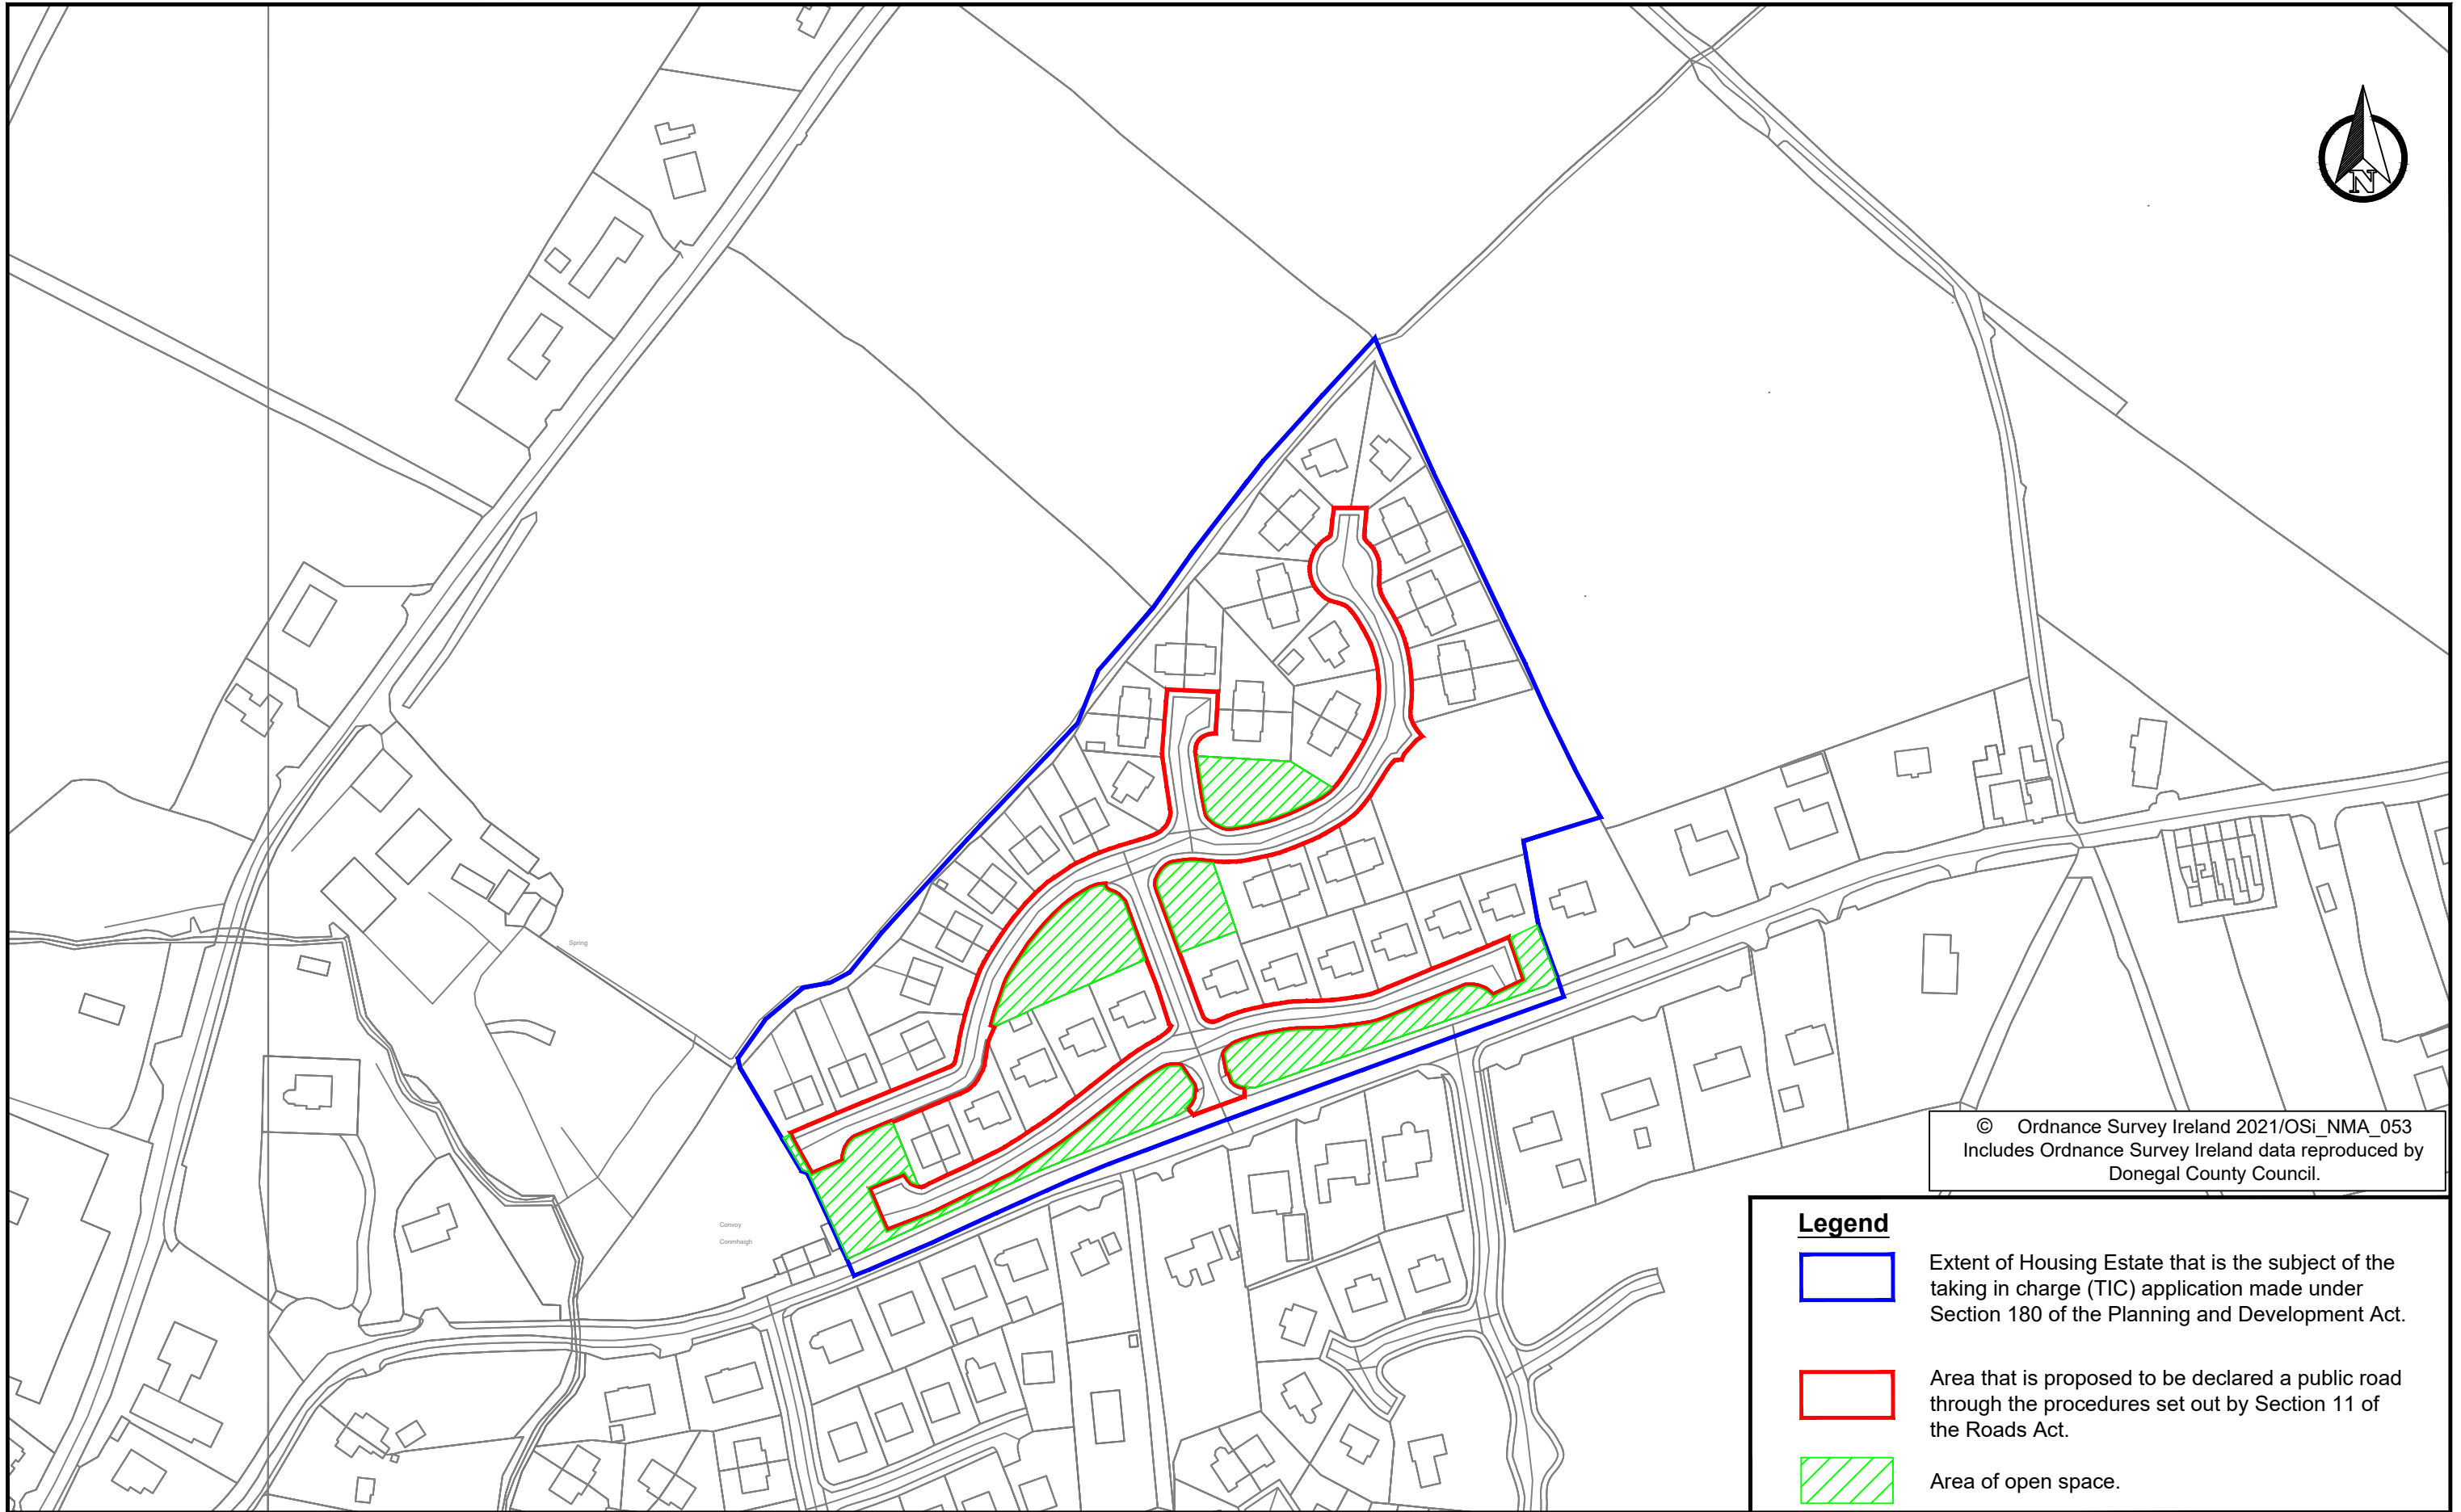 N
Spring
Convoy
Conmhaigh
© Ordnance Survey Ireland 2021/OSi_NMA_053
Includes Ordnance Survey Ireland data reproduced by
Donegal County Council.
Legend
Extent of Housing Estate that is the subject of the
taking in charge (TIC) application made under
Section 180 of the Planning and Development Act.
Area that is proposed to be declared a public road
through the procedures set out by Section 11 of
the Roads Act.
Area of open space.